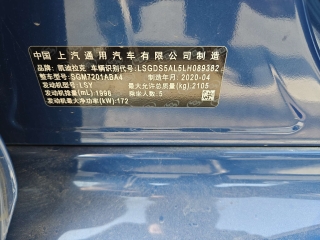 中国 上汽通用汽车有限公司制造
品牌:凯迪拉克 车辆识别代号:LSGDS5AL5LH089382
整车型号:SGM7201ABA4 制造年月:2020-04
发动机型号:LSY 最大允许总质量(kg):2105
发动机排量(mL):1998 乘坐人数:5
发动机最大净功率(kW):172